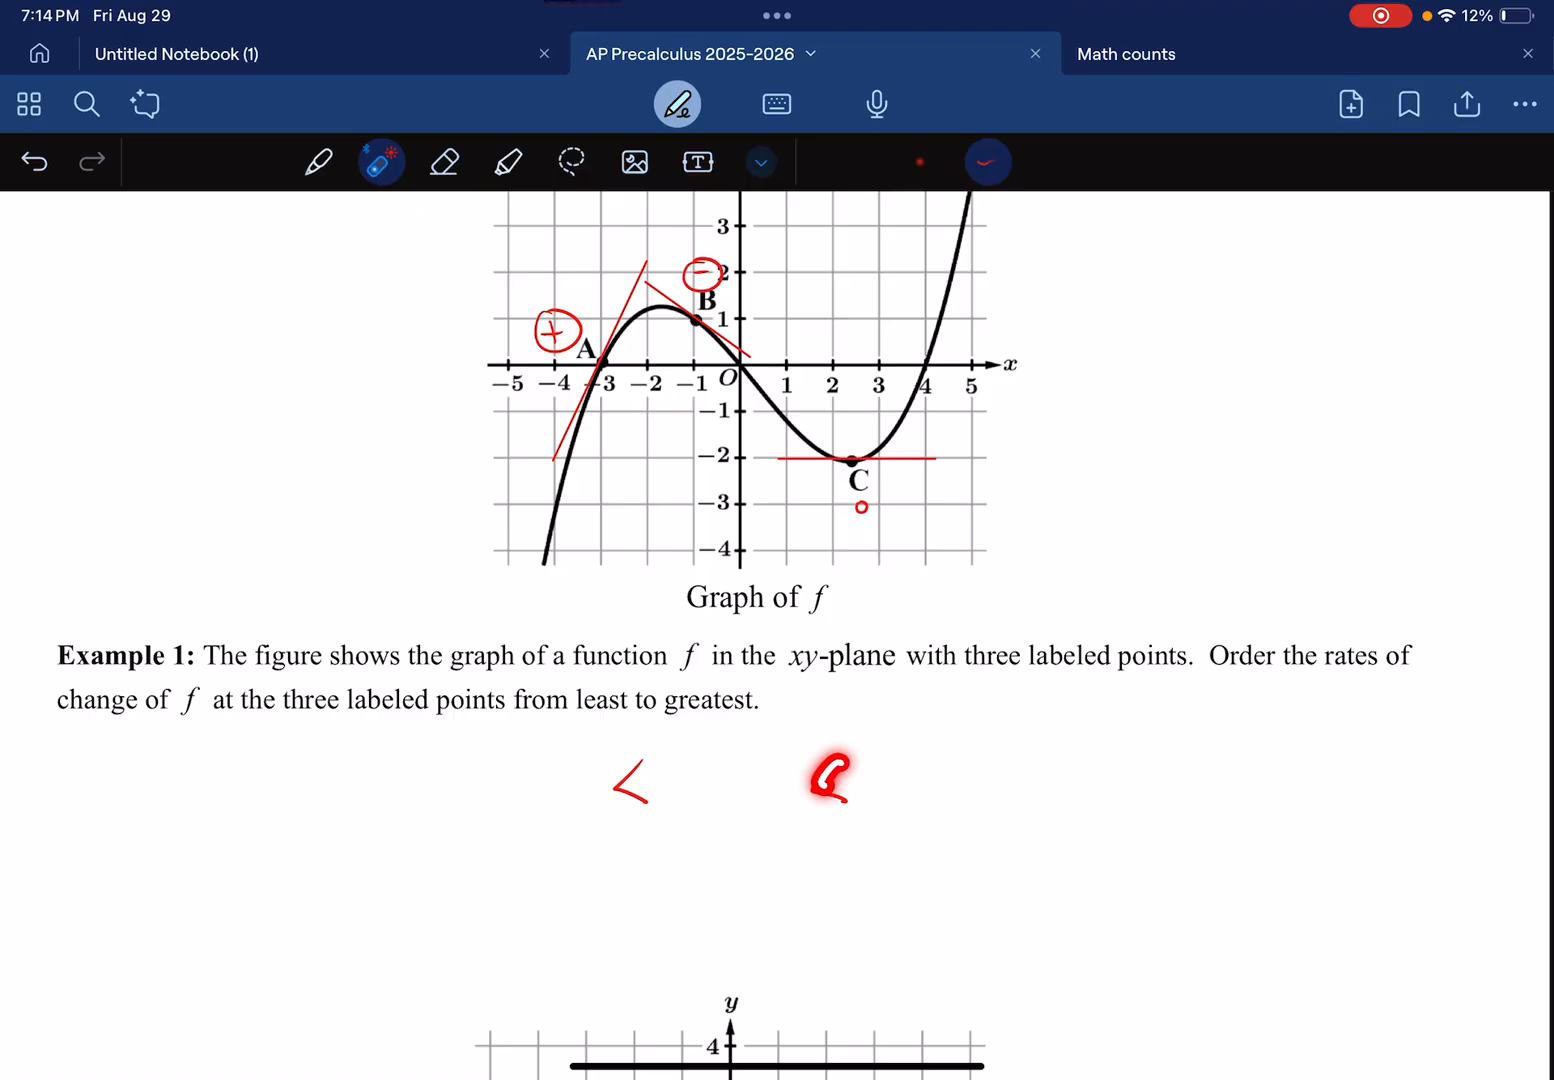 7:14 PM Fri Aug 29
12%
Untitled Notebook (1)
AP Precalculus 2025-2026
Math counts
T
3
− 2
B
1
+
A
x
−5 −4 −3 −2 −1 O 1 2 3 4 5
−1
−2
C
−3
0
−4
Graph of f
Example 1: The figure shows the graph of a function f in the xy-plane with three labeled points. Order the rates of
change of f at the three labeled points from least to greatest.
< <
y
4